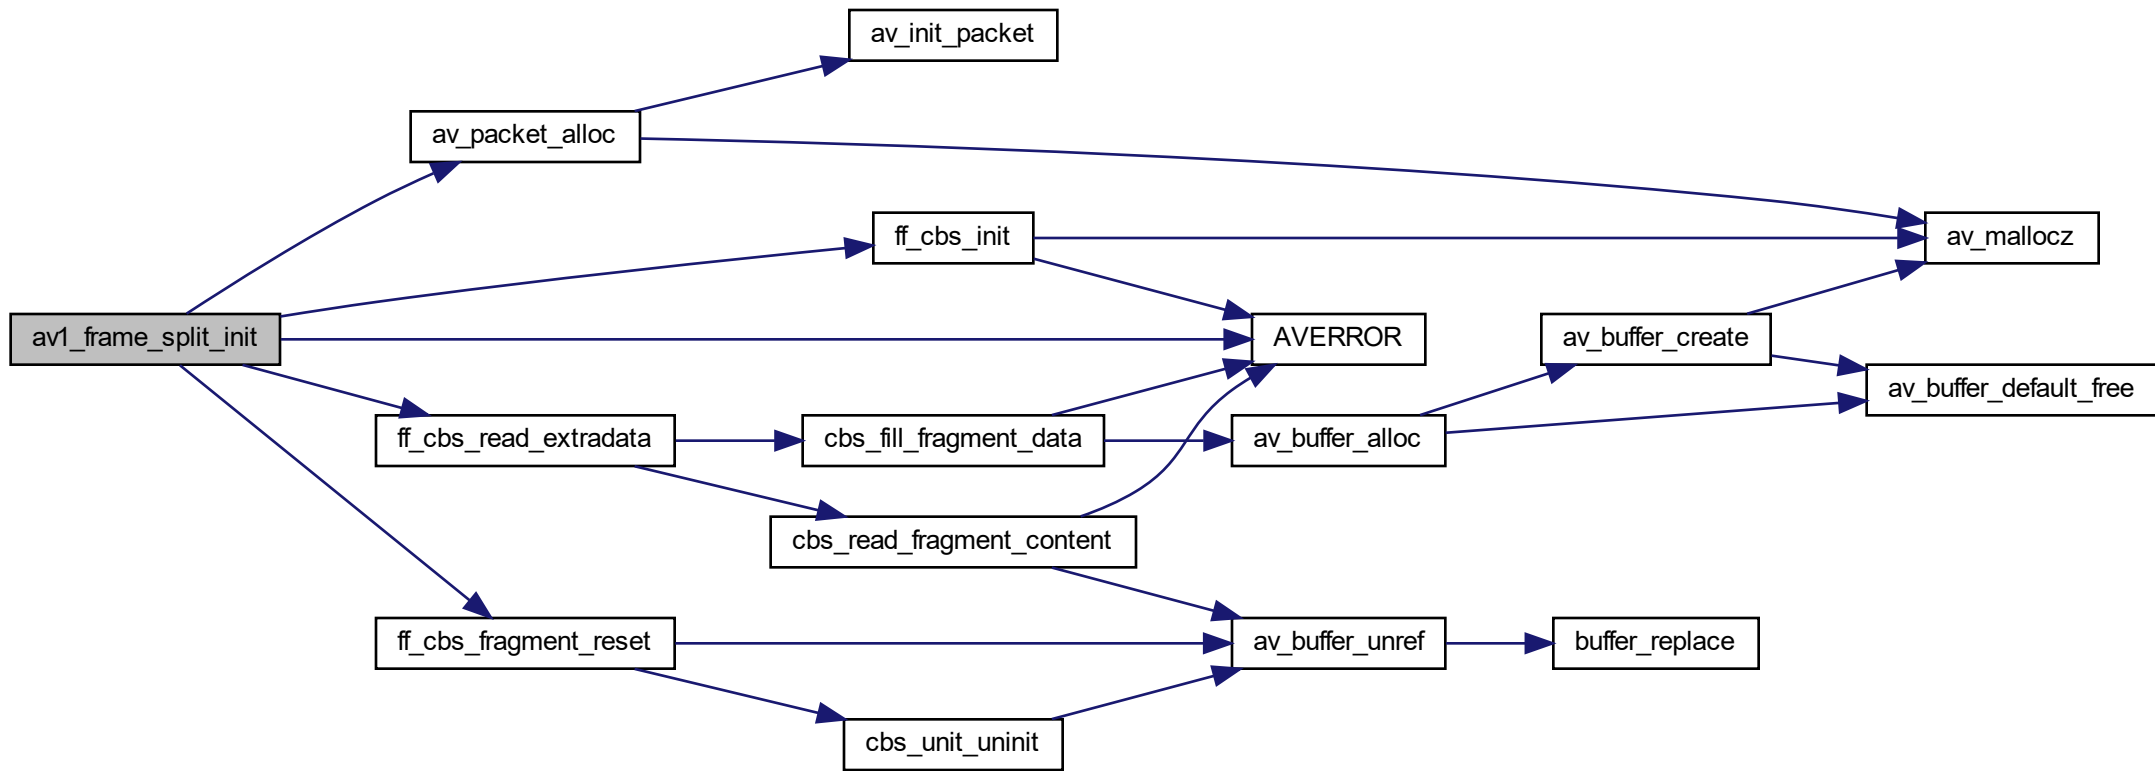 av_init_packet
av_packet_alloc
ff_cbs_init
av_mallocz
av1_frame_split_init
AVERROR
av_buffer_create
av_buffer_default_free
ff_cbs_read_extradata
cbs_fill_fragment_data
av_buffer_alloc
cbs_read_fragment_content
ff_cbs_fragment_reset
av_buffer_unref
buffer_replace
cbs_unit_uninit